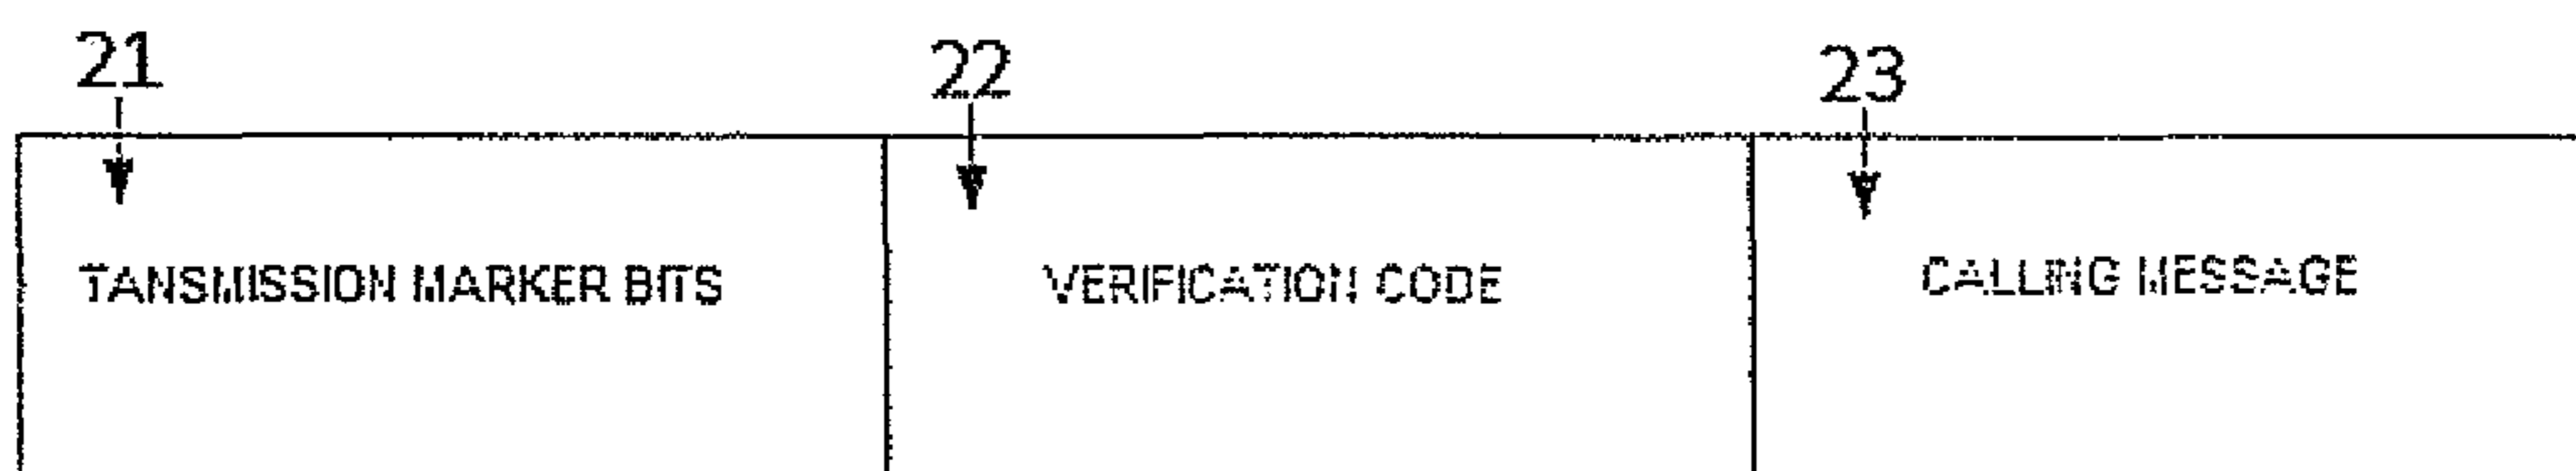 21 22 23
TANSMISSION MARKER BITS VERIFICATION CODE CALLING MESSAGE